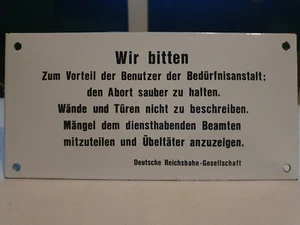 Wir bitten
Zum Vorteil der Benutzer der Bedürfnisanstalt;
den Abort sauber zu halten.
Wände und Türen nicht zu beschreiben.
Mängel dem diensthabenden Beamten
mitzuteilen und Übeltäter anzuzeigen.
Deutsche Reichsbahn-Gesellschaft